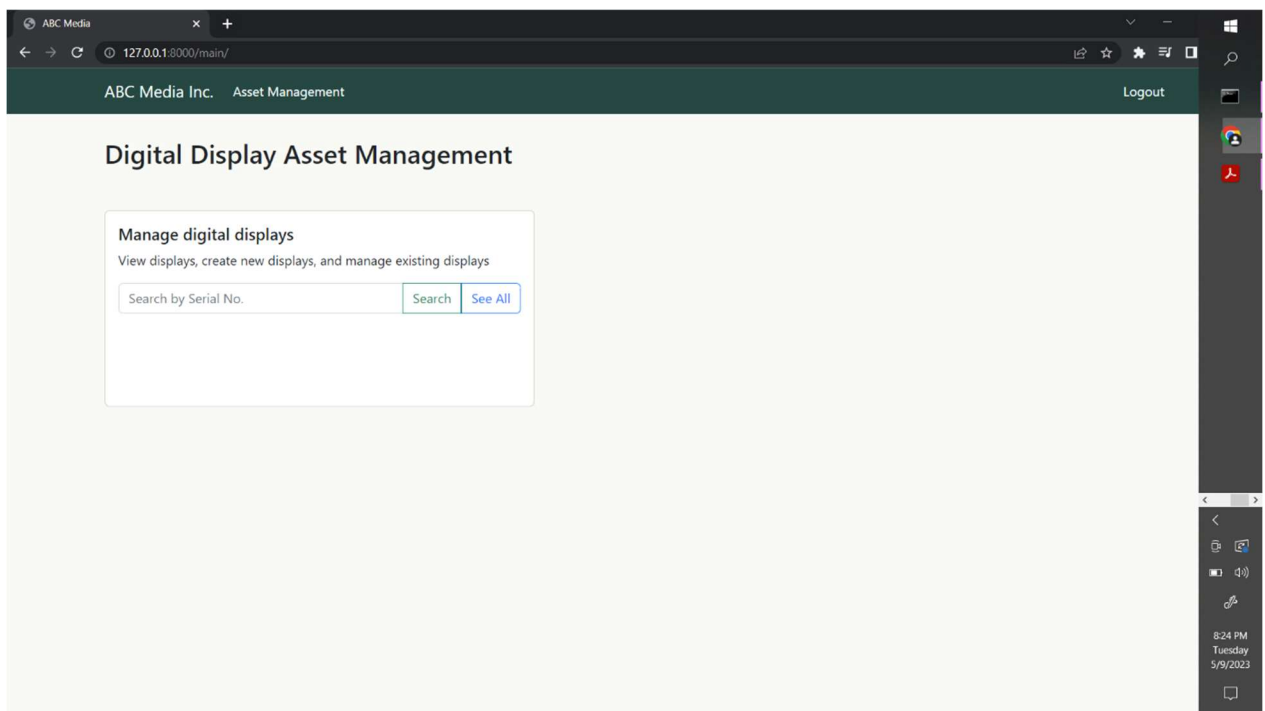 ABC Media
127.0.0.1:8000/main/
ABC Media Inc. Asset Management Logout
Digital Display Asset Management
Manage digital displays
View displays, create new displays, and manage existing displays
Search by Serial No. Search See All
8:24 PM
Tuesday
5/9/2023